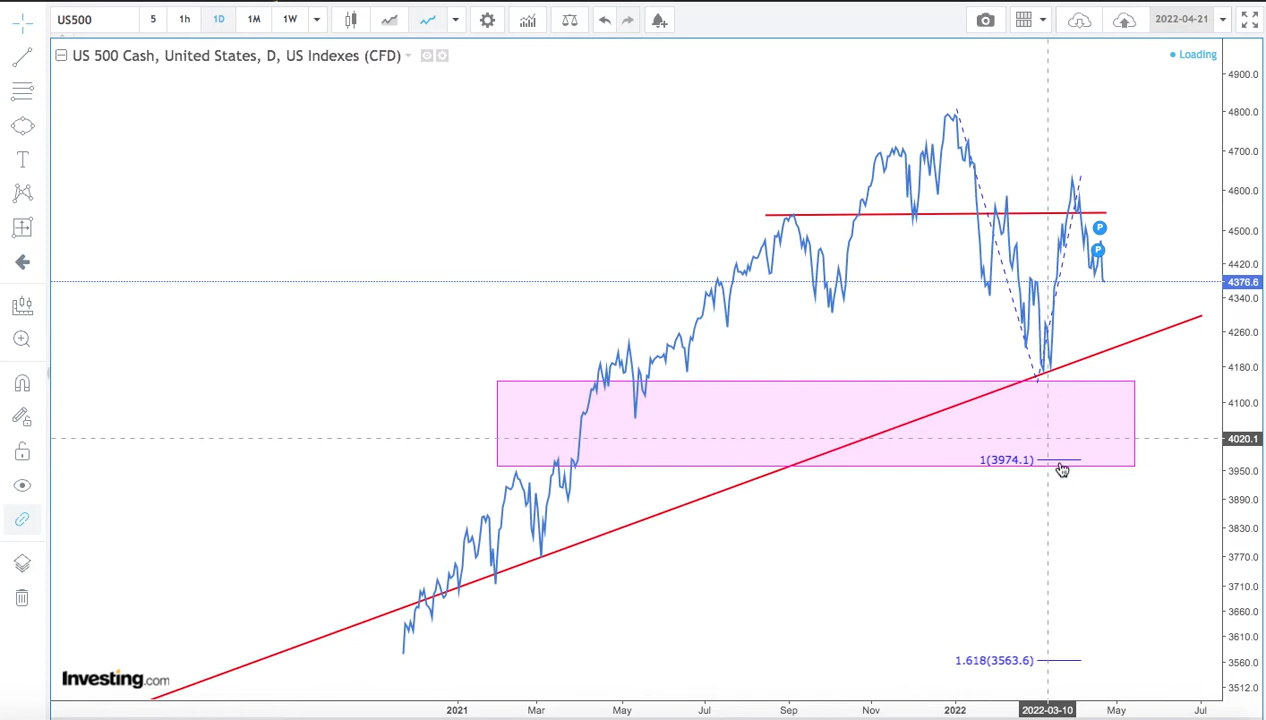 US500 5 1h 1D 1M 1W 2022-04-21
US 500 Cash, United States, D, US Indexes (CFD)
Loading
4900.0
4800.0
4700.0
4600.0
4500.0
4420.0
4376.6
4340.0
4260.0
4180.0
4100.0
4020.1
3950.0
3890.0
3830.0
3770.0
3710.0
3660.0
3610.0
3560.0
3512.0
P
P
1(3974.1)
1.618(3563.6)
T
Investing.com
2021 Mar May Jul Sep Nov 2022 2022-03-10 May Jul